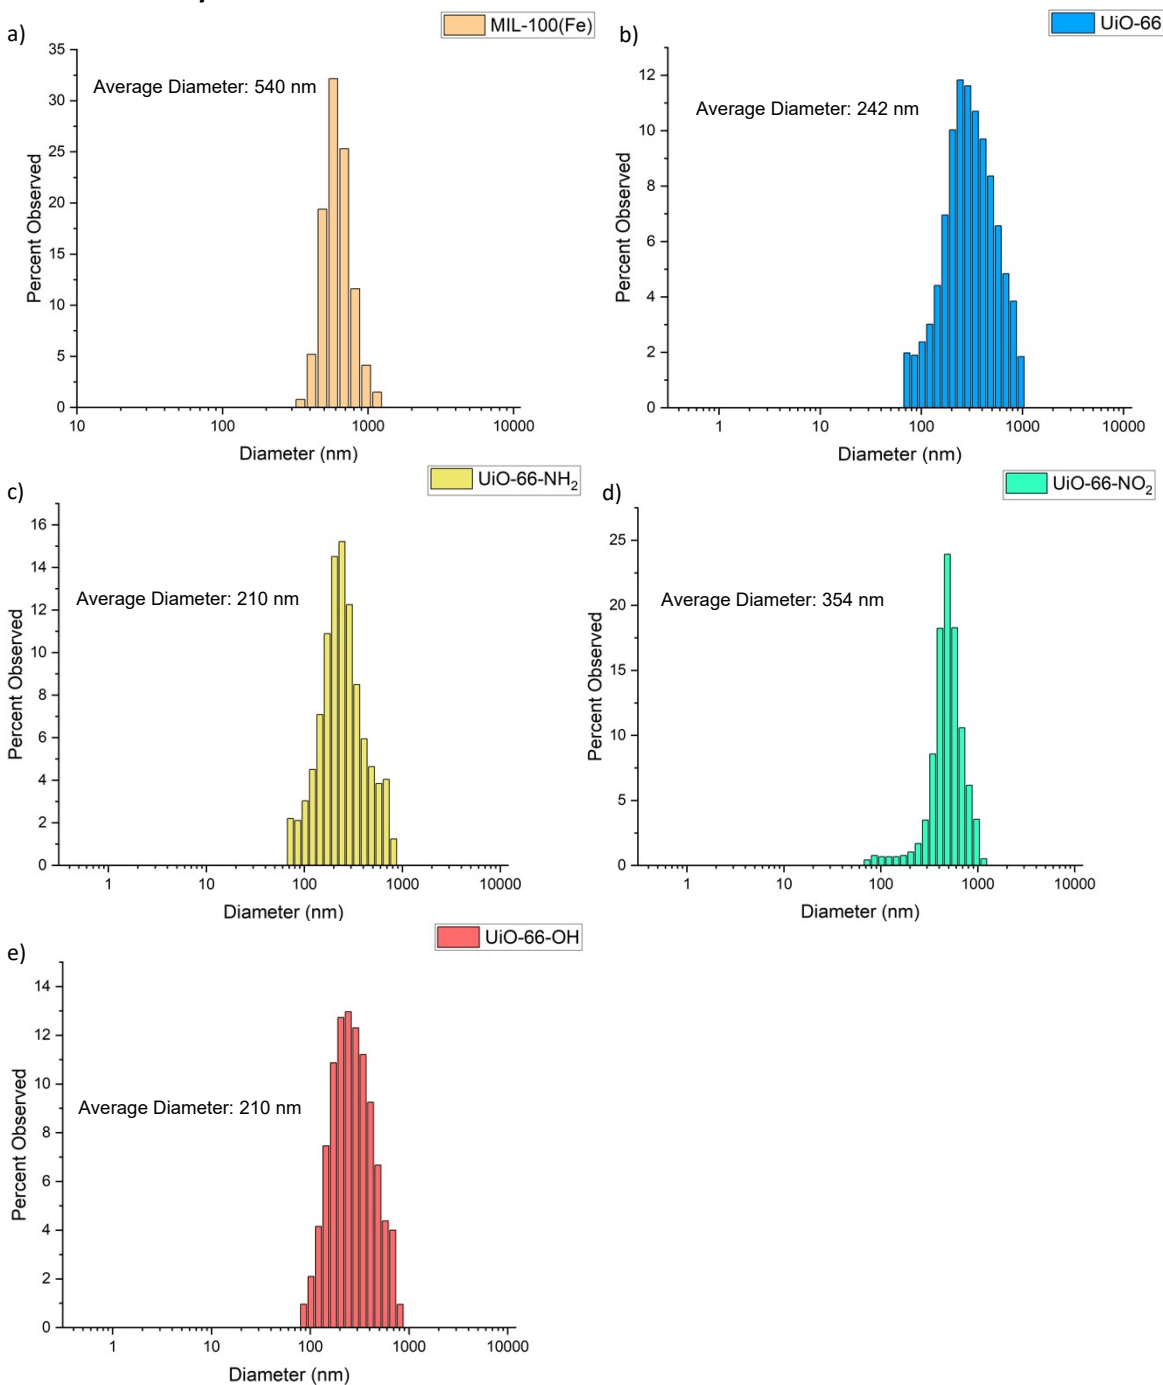 a)
MIL-100(Fe)
Average Diameter: 540 nm
35
30
25
20
15
10
5
0
Percent Observed
10 100 1000 10000
Diameter (nm)
b)
UiO-66
Average Diameter: 242 nm
12
10
8
6
4
2
0
Percent Observed
1 10 100 1000 10000
Diameter (nm)
c)
UiO-66-NH₂
Average Diameter: 210 nm
16
14
12
10
8
6
4
2
0
Percent Observed
1 10 100 1000 10000
Diameter (nm)
d)
UiO-66-NO₂
Average Diameter: 354 nm
25
20
15
10
5
0
Percent Observed
1 10 100 1000 10000
Diameter (nm)
e)
UiO-66-OH
Average Diameter: 210 nm
14
12
10
8
6
4
2
0
Percent Observed
1 10 100 1000 10000
Diameter (nm)